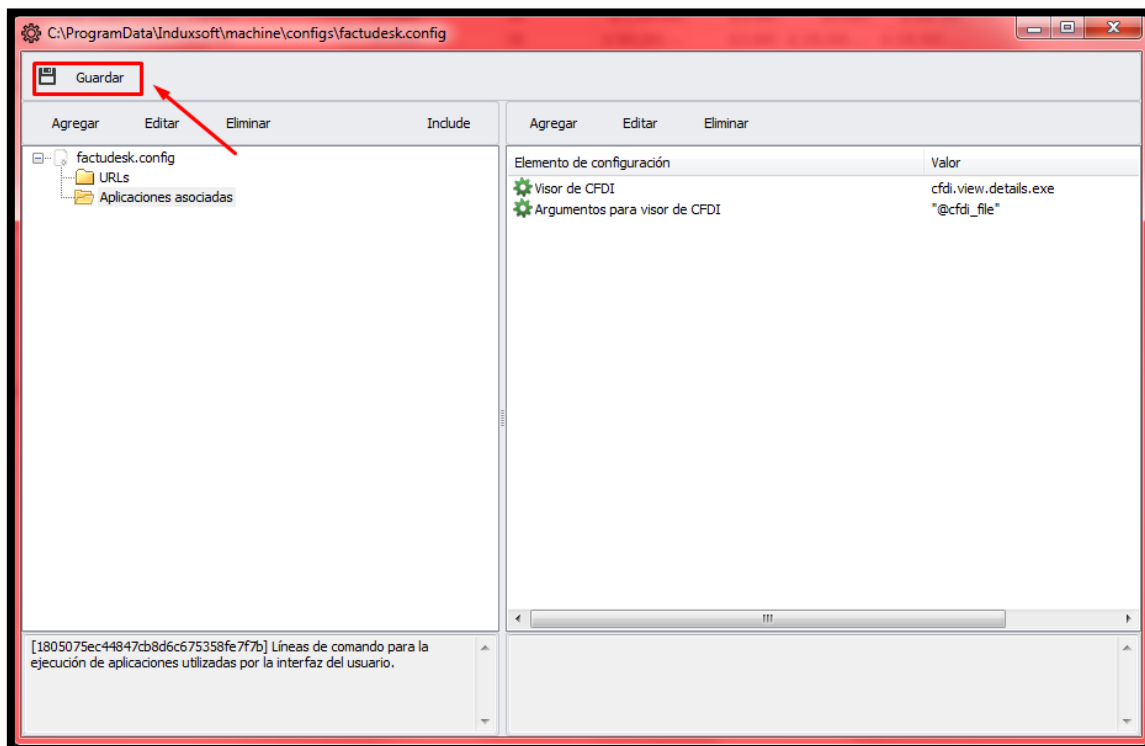 C:\ProgramData\Induxsoft\machine\configs\factudesk.config
Guardar
Agregar Editar Eliminar Include
factudesk.config
URLs
Aplicaciones asociadas
[1805075ec44847cb8d6c675358fe7f7b] Líneas de comando para la
ejecución de aplicaciones utilizadas por la interfaz del usuario.
Agregar Editar Eliminar
Elemento de configuración Valor
Visor de CFDI cfdi.view.details.exe
Argumentos para visor de CFDI "@cfdi_file"